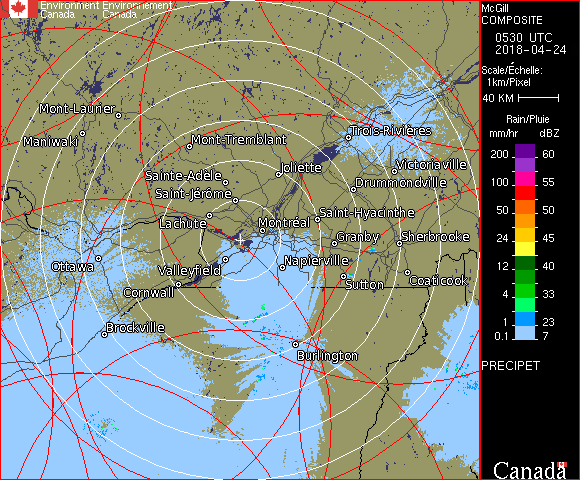 Environment Environnement
Canada Canada
McGill
COMPOSITE
0530 UTC
2018-04-24
Scale/Échelle:
1km/Pixel
40 KM
Rain/Pluie
mm/hr dBZ
200 60
100 55
50 50
24 45
12 40
4 33
1 23
0.1 7
PRECIPET
Canada
Mont-Laurier
Maniwaki
Mont-Tremblant
Trois-Rivières
Joliette
Victoriaville
Sainte-Adèle
Drummondville
Saint-Jérôme
Lachute
Montréal
Saint-Hyacinthe
Granby
Sherbrooke
Ottawa
Valleyfield
Napierville
Cornwall
Sutton
Coaticook
Brockville
Burlington